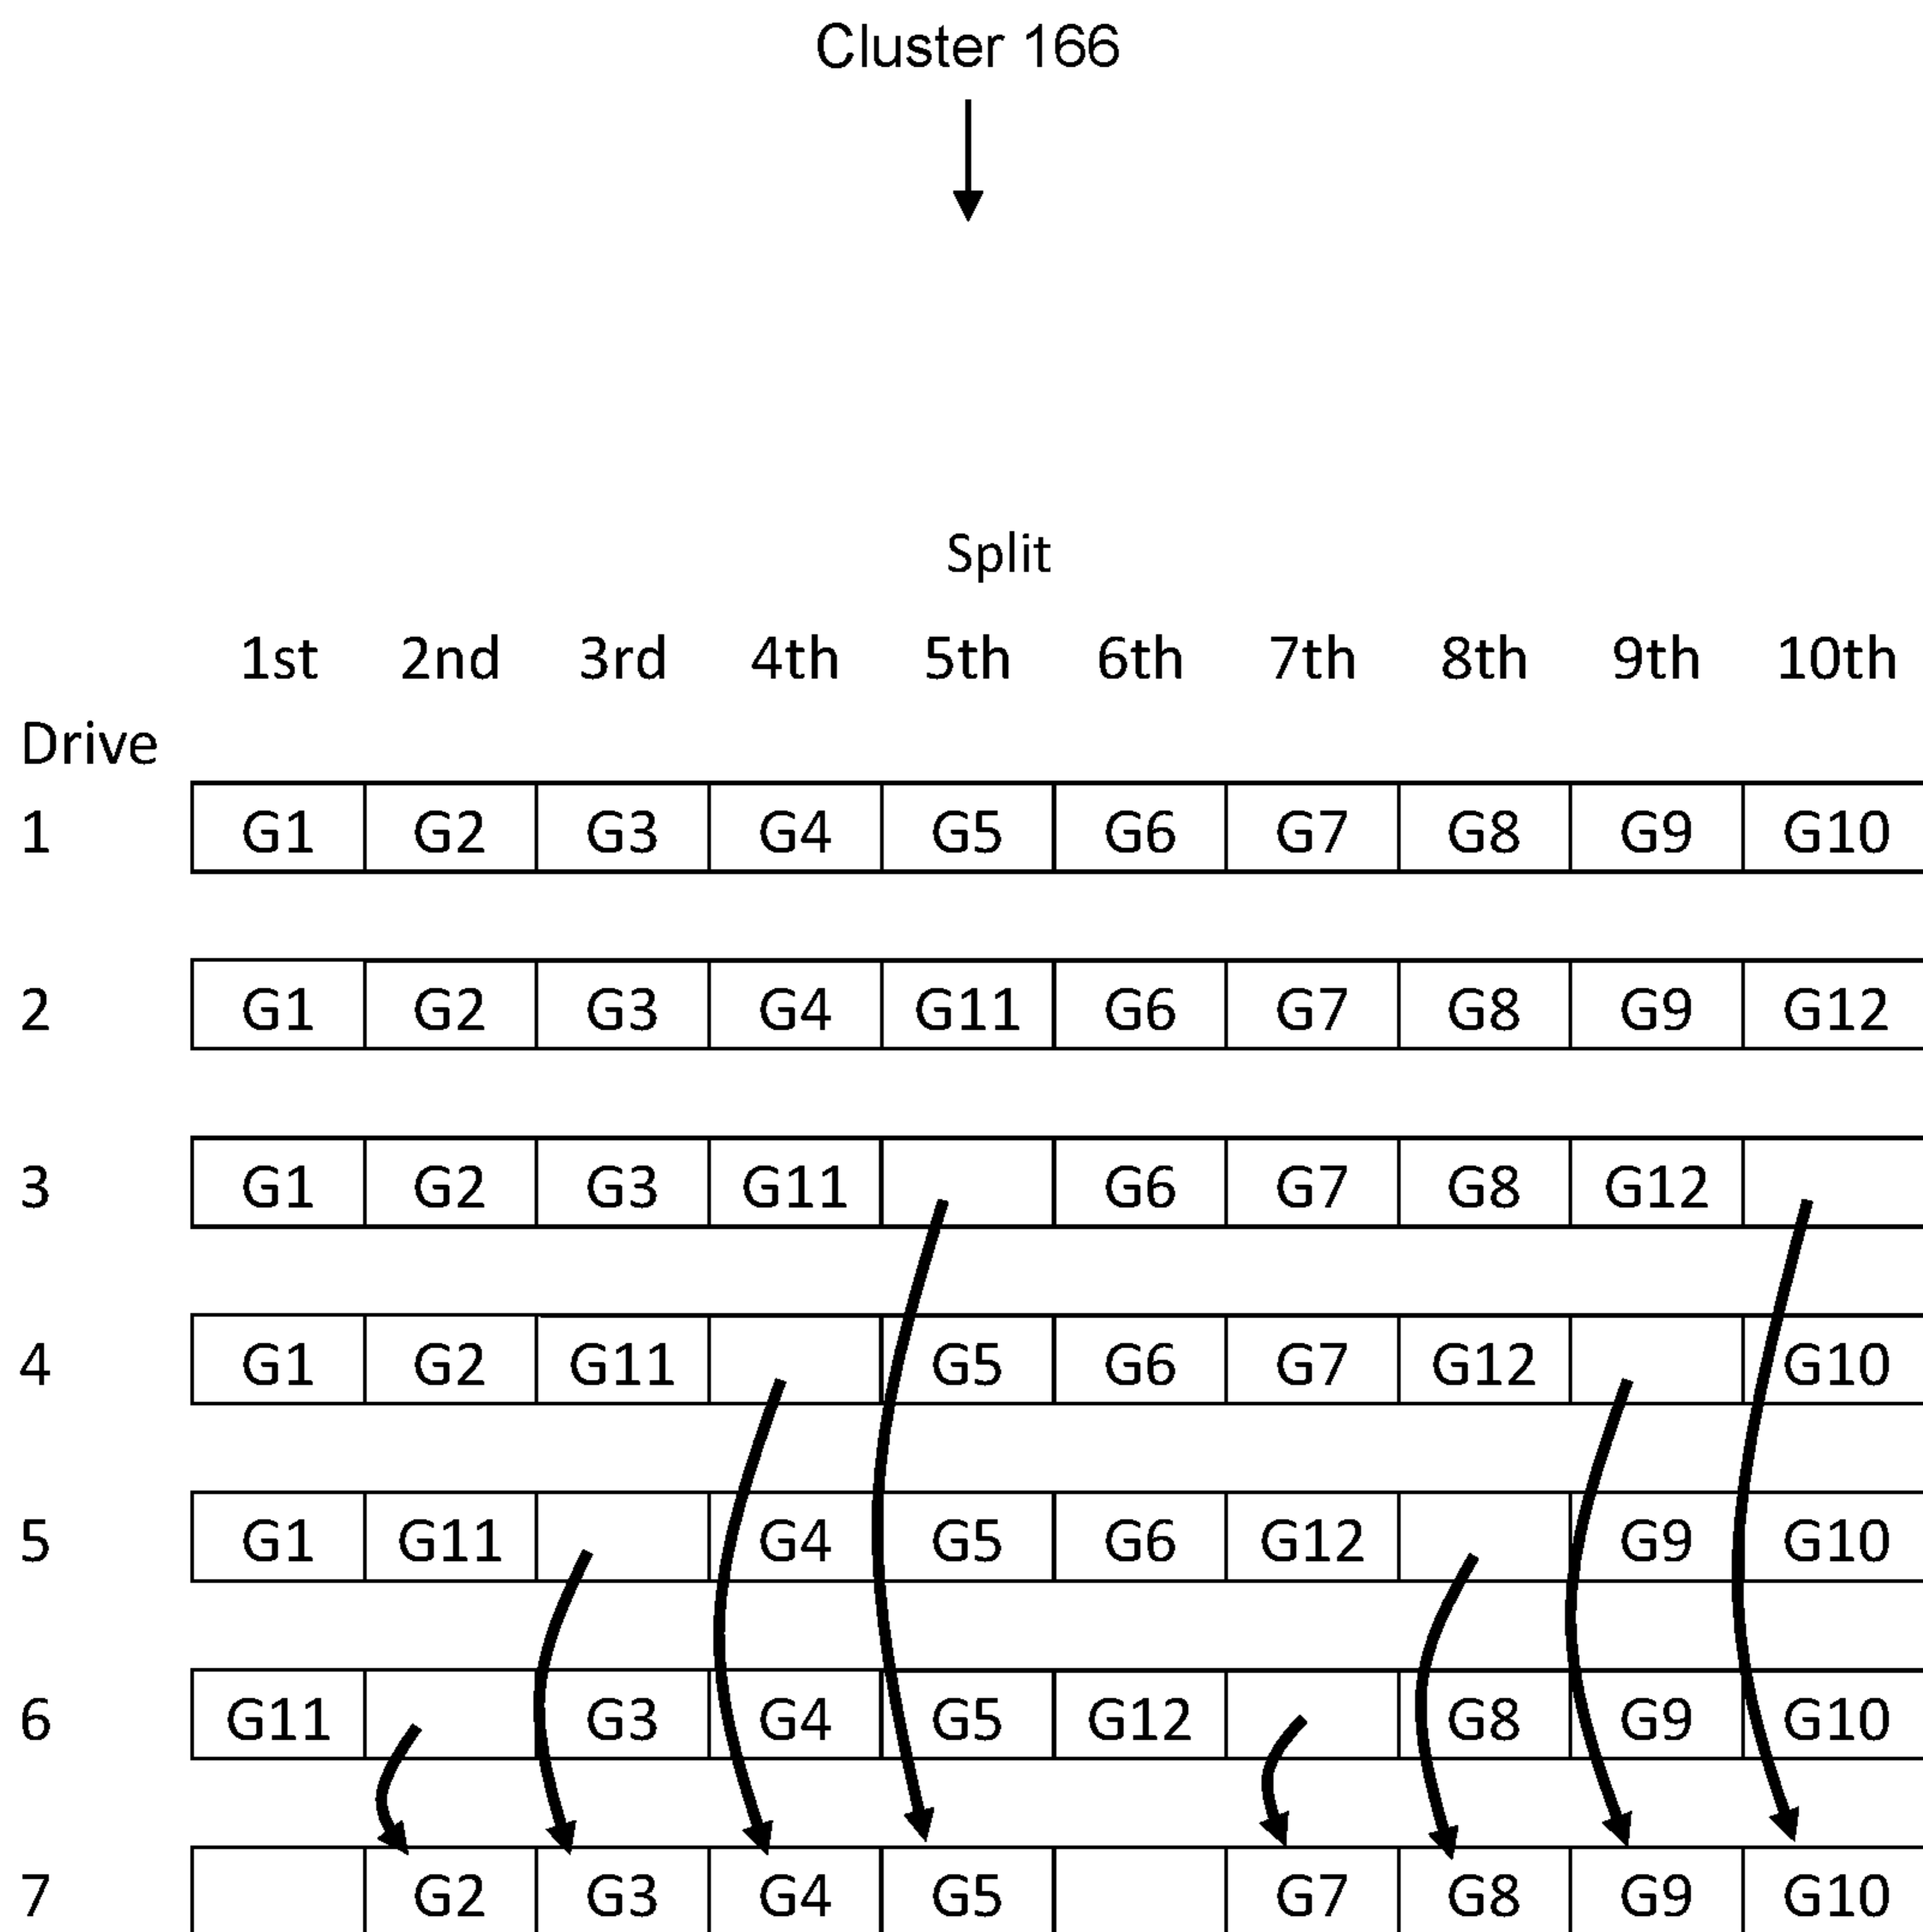 Cluster 166
Split
1st 2nd 3rd 4th 5th 6th 7th 8th 9th 10th
Drive
1 G1 G2 G3 G4 G5 G6 G7 G8 G9 G10
2 G1 G2 G3 G4 G11 G6 G7 G8 G9 G12
3 G1 G2 G3 G11 G6 G7 G8 G12
4 G1 G2 G11 G5 G6 G7 G12 G10
5 G1 G11 G4 G5 G6 G12 G9 G10
6 G11 G3 G4 G5 G12 G8 G9 G10
7 G2 G3 G4 G5 G7 G8 G9 G10